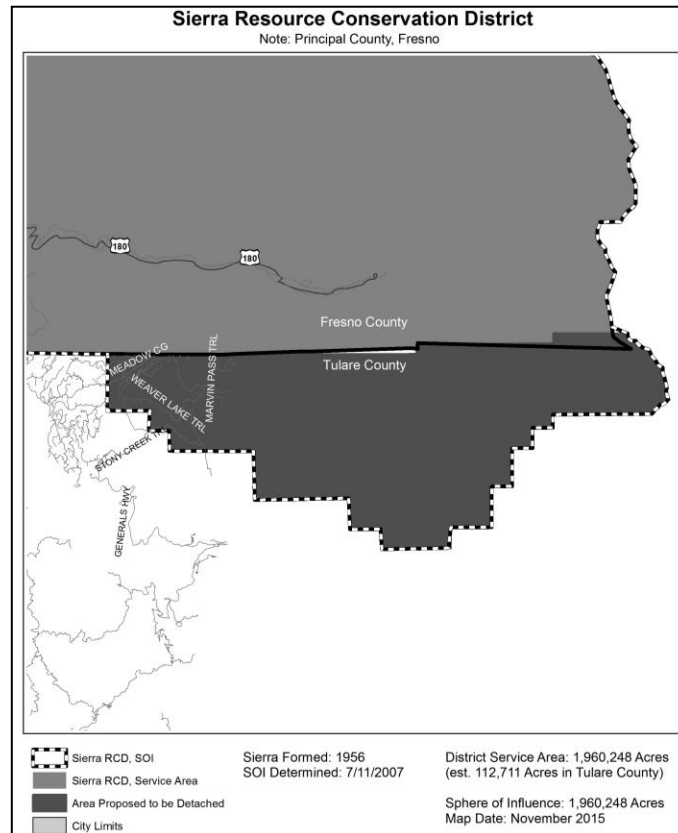 Sierra Resource Conservation District
Note: Principal County, Fresno
180
180
Fresno County
Tulare County
MEADOW CG
MARVIN PASS TRL
WEAVER LAKE TRL
STONY CREEK
GENERALS HWY
Sierra RCD, SOI
Sierra RCD, Service Area
Area Proposed to be Detached
City Limits
Sierra Formed: 1956
SOI Determined: 7/11/2007
District Service Area: 1,960,248 Acres
(est. 112,711 Acres in Tulare County)
Sphere of Influence: 1,960,248 Acres
Map Date: November 2015